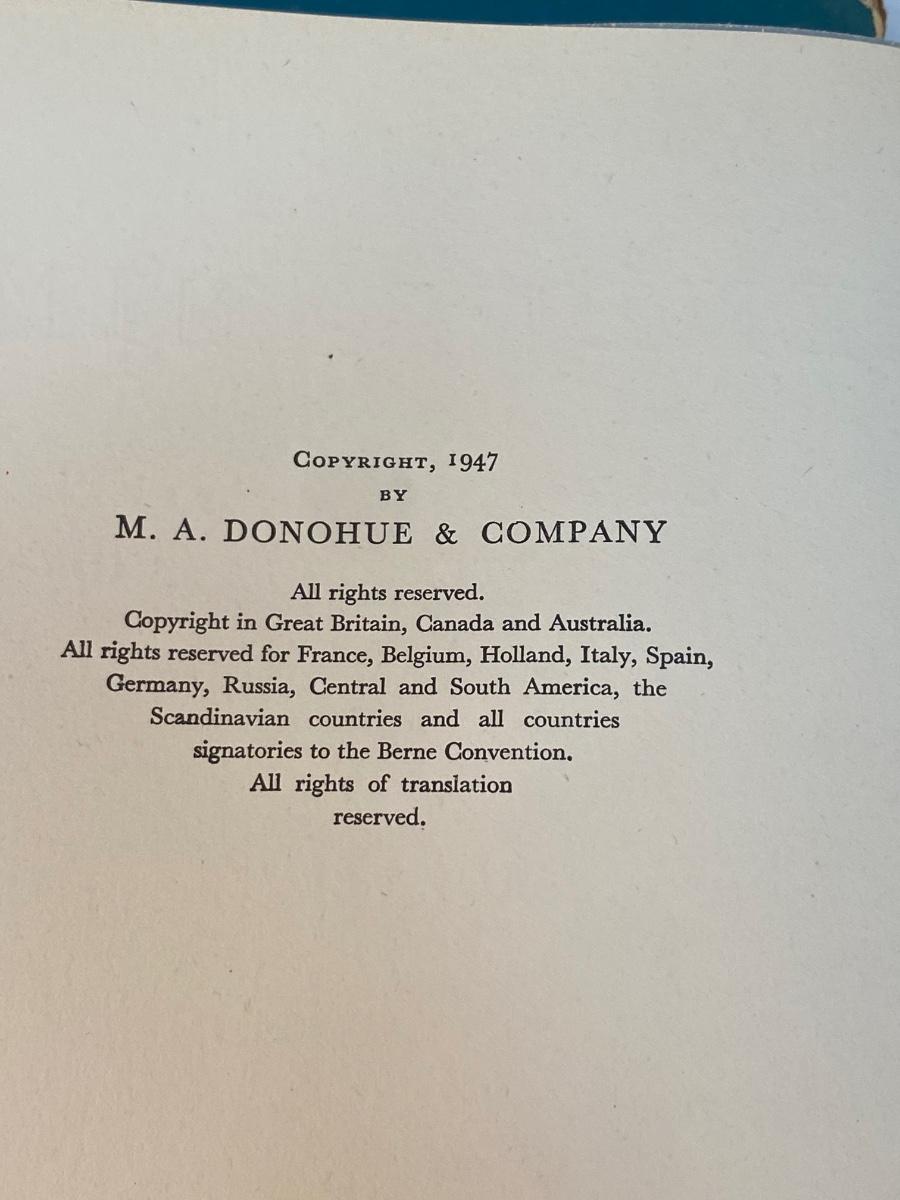 Copyright, 1947
BY
M. A. DONOHUE & COMPANY
All rights reserved.
Copyright in Great Britain, Canada and Australia.
All rights reserved for France, Belgium, Holland, Italy, Spain,
Germany, Russia, Central and South America, the
Scandinavian countries and all countries
signatories to the Berne Convention.
All rights of translation
reserved.